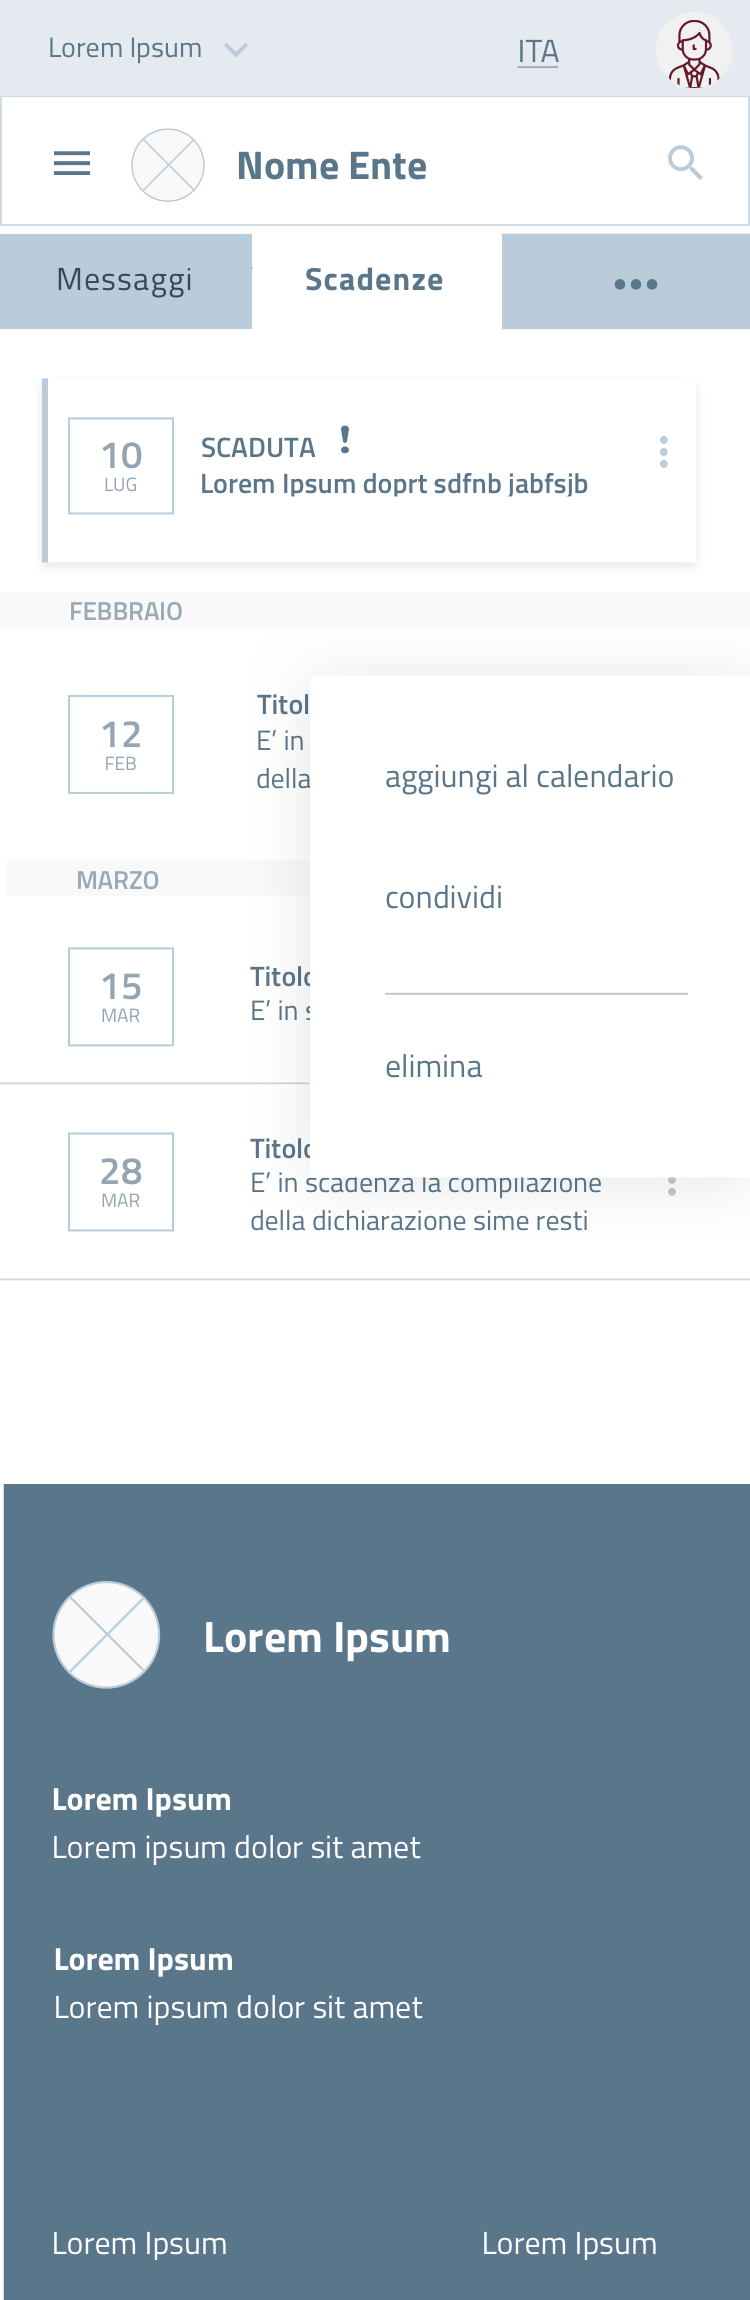 Lorem Ipsum
ITA
Nome Ente
Messaggi
Scadenze
10
LUG
SCADUTA !
Lorem Ipsum doprt sdfnb jabfsjb
FEBBRAIO
12
FEB
E’ in
della
aggiungi al calendario
MARZO
condividi
15
MAR
E’ in
elimina
28
MAR
E’ in scadenza la compilazione
della dichiarazione sime resti
Lorem Ipsum
Lorem Ipsum
Lorem ipsum dolor sit amet
Lorem Ipsum
Lorem ipsum dolor sit amet
Lorem Ipsum
Lorem Ipsum